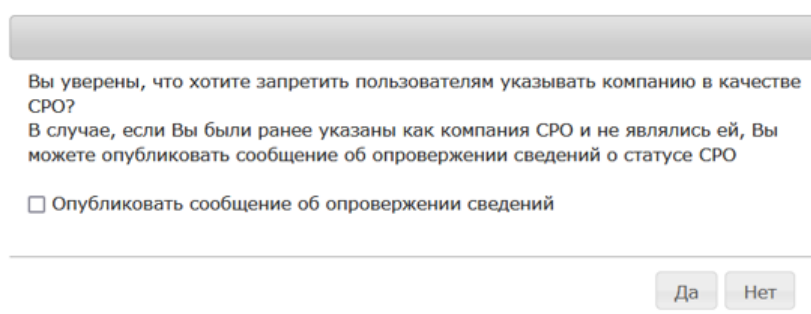 Вы уверены, что хотите запретить пользователям указывать компанию в качестве
СРО?
В случае, если Вы были ранее указаны как компания СРО и не являлись ей, Вы
можете опубликовать сообщение об опровержении сведений о статусе СРО
Опубликовать сообщение об опровержении сведений
Да Нет